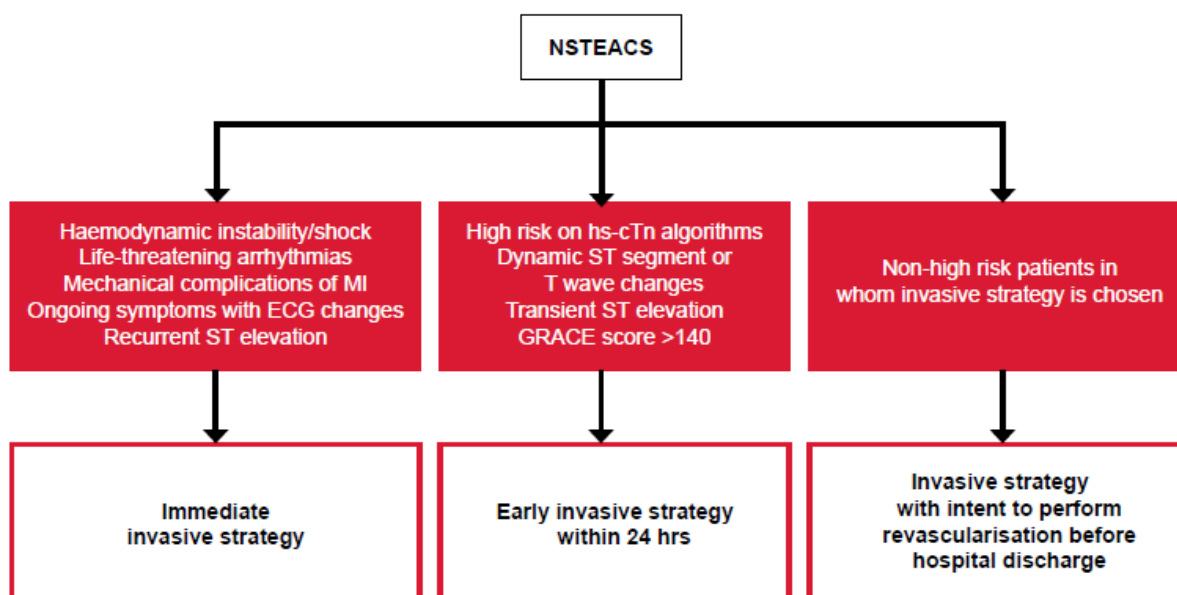 NSTEACS
Haemodynamic instability/shock
Life-threatening arrhythmias
Mechanical complications of MI
Ongoing symptoms with ECG changes
Recurrent ST elevation
High risk on hs-cTn algorithms
Dynamic ST segment or
T wave changes
Transient ST elevation
GRACE score >140
Non-high risk patients in
whom invasive strategy is chosen
Immediate
invasive strategy
Early invasive strategy
within 24 hrs
Invasive strategy
with intent to perform
revascularisation before
hospital discharge